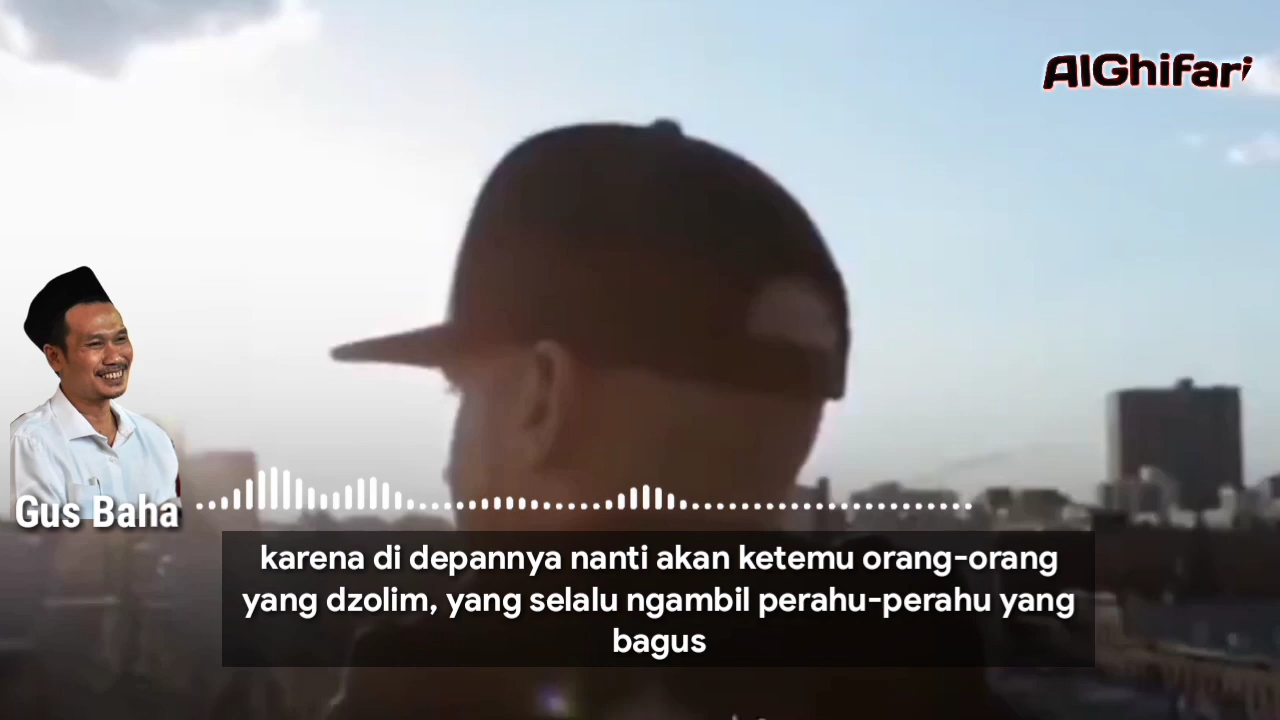 AlGhifari
Gus Baha
karena di depannya nanti akan ketemu orang-orang
yang dzolim, yang selalu ngambil perahu-perahu yang
bagus